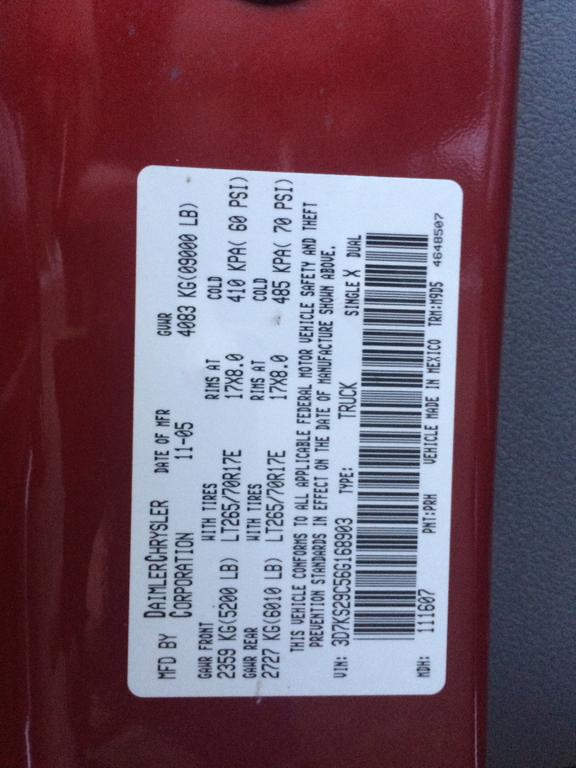 MFD BY DAIMLERCHRYSLER CORPORATION DATE OF MFR 11-05 GVWR 4083 KG(09000 LB)
GAWR FRONT WITH TIRES RIMS AT COLD
2359 KG(5200 LB) LT265/70R17E 17X8.0 410 KPA( 60 PSI)
GAWR REAR WITH TIRES RIMS AT COLD
2727 KG(6010 LB) LT265/70R17E 17X8.0 485 KPA( 70 PSI)
THIS VEHICLE CONFORMS TO ALL APPLICABLE FEDERAL MOTOR VEHICLE SAFETY AND THEFT
PREVENTION STANDARDS IN EFFECT ON THE DATE OF MANUFACTURE SHOWN ABOVE.
VIN: 3D7KS29C56G168903 TYPE: TRUCK SINGLE X DUAL
MDH: 111607 PNT:PRH VEHICLE MADE IN MEXICO TRM:M9D5 4648507